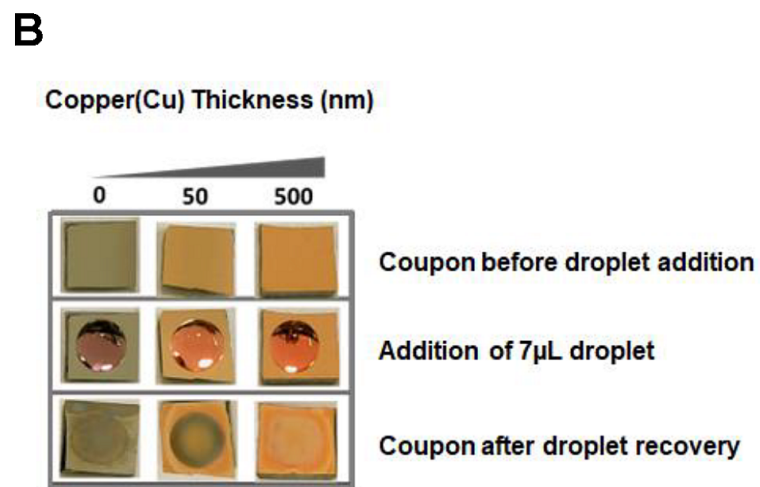 B
Copper(Cu) Thickness (nm)
0 50 500
Coupon before droplet addition
Addition of 7µL droplet
Coupon after droplet recovery